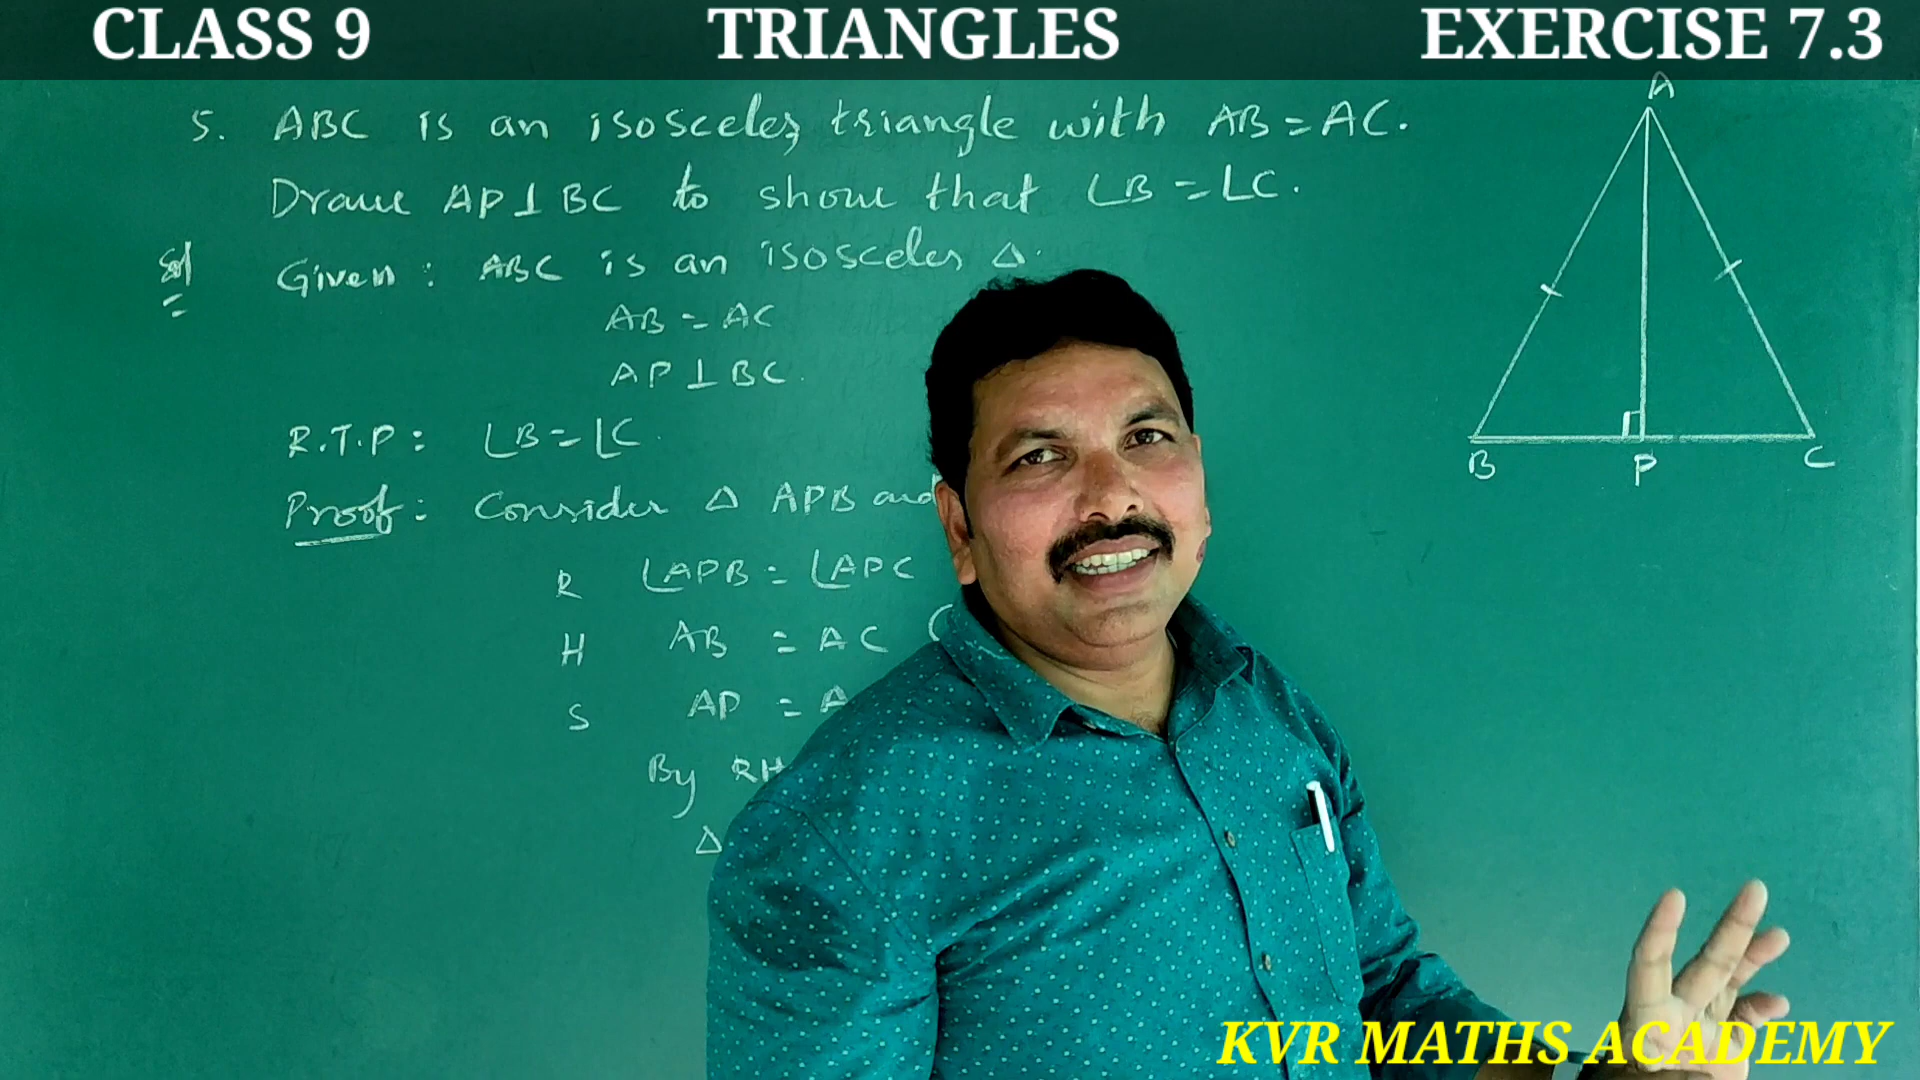 CLASS 9 TRIANGLES EXERCISE 7.3
5. ABC is an isosceles triangle with AB = AC.
Draw AP ⊥ BC to show that ∠B = ∠C.
Sol Given : ABC is an isosceles Δ.
AB = AC
AP ⊥ BC.
R.T.P : ∠B = ∠C.
Proof : Consider Δ APB and
R ∠APB = ∠APC
H AB = AC (
S AP = A
By RH
Δ
A
B P C
KVR MATHS ACADEMY